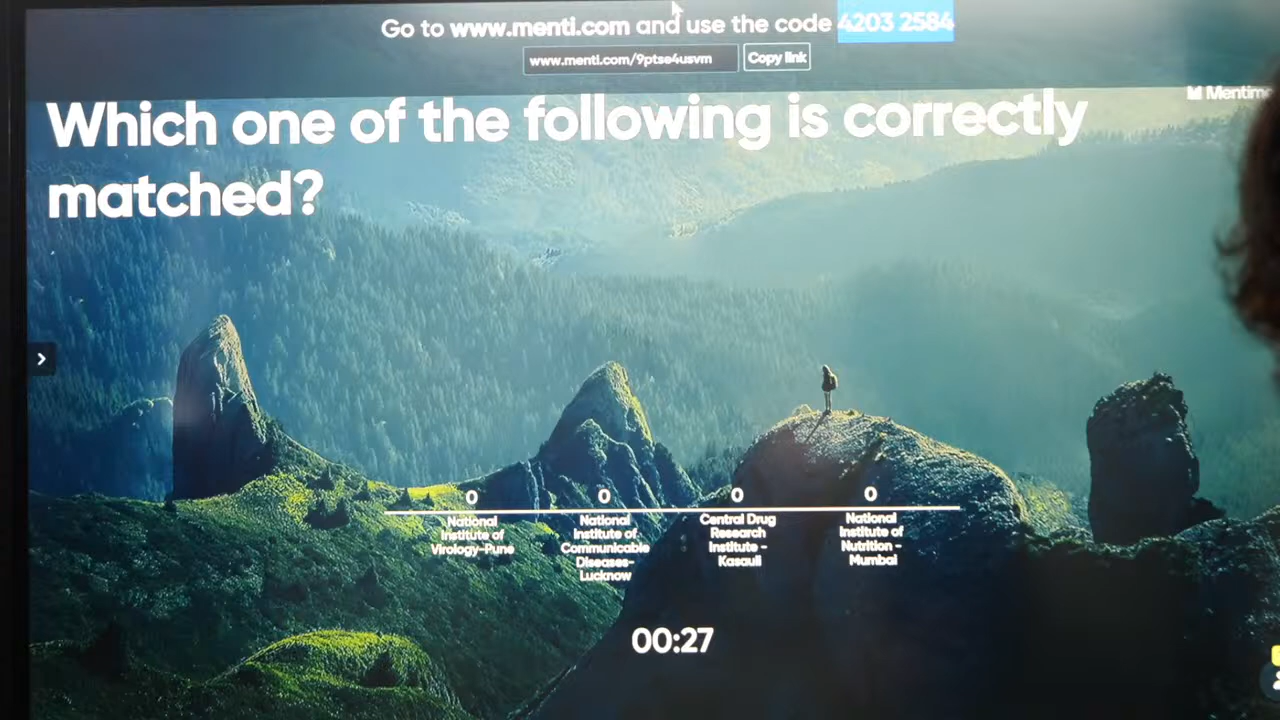 Go to www.menti.com and use the code 4203 2584
www.menti.com/9ptse4usvm
Copy link
Which one of the following is correctly
matched?
0
National
Institute of
Virology-Pune
0
National
Institute of
Communicable
Diseases-
Lucknow
0
Central Drug
Research
Institute -
Kasauli
0
National
Institute of
Nutrition -
Mumbai
00:27